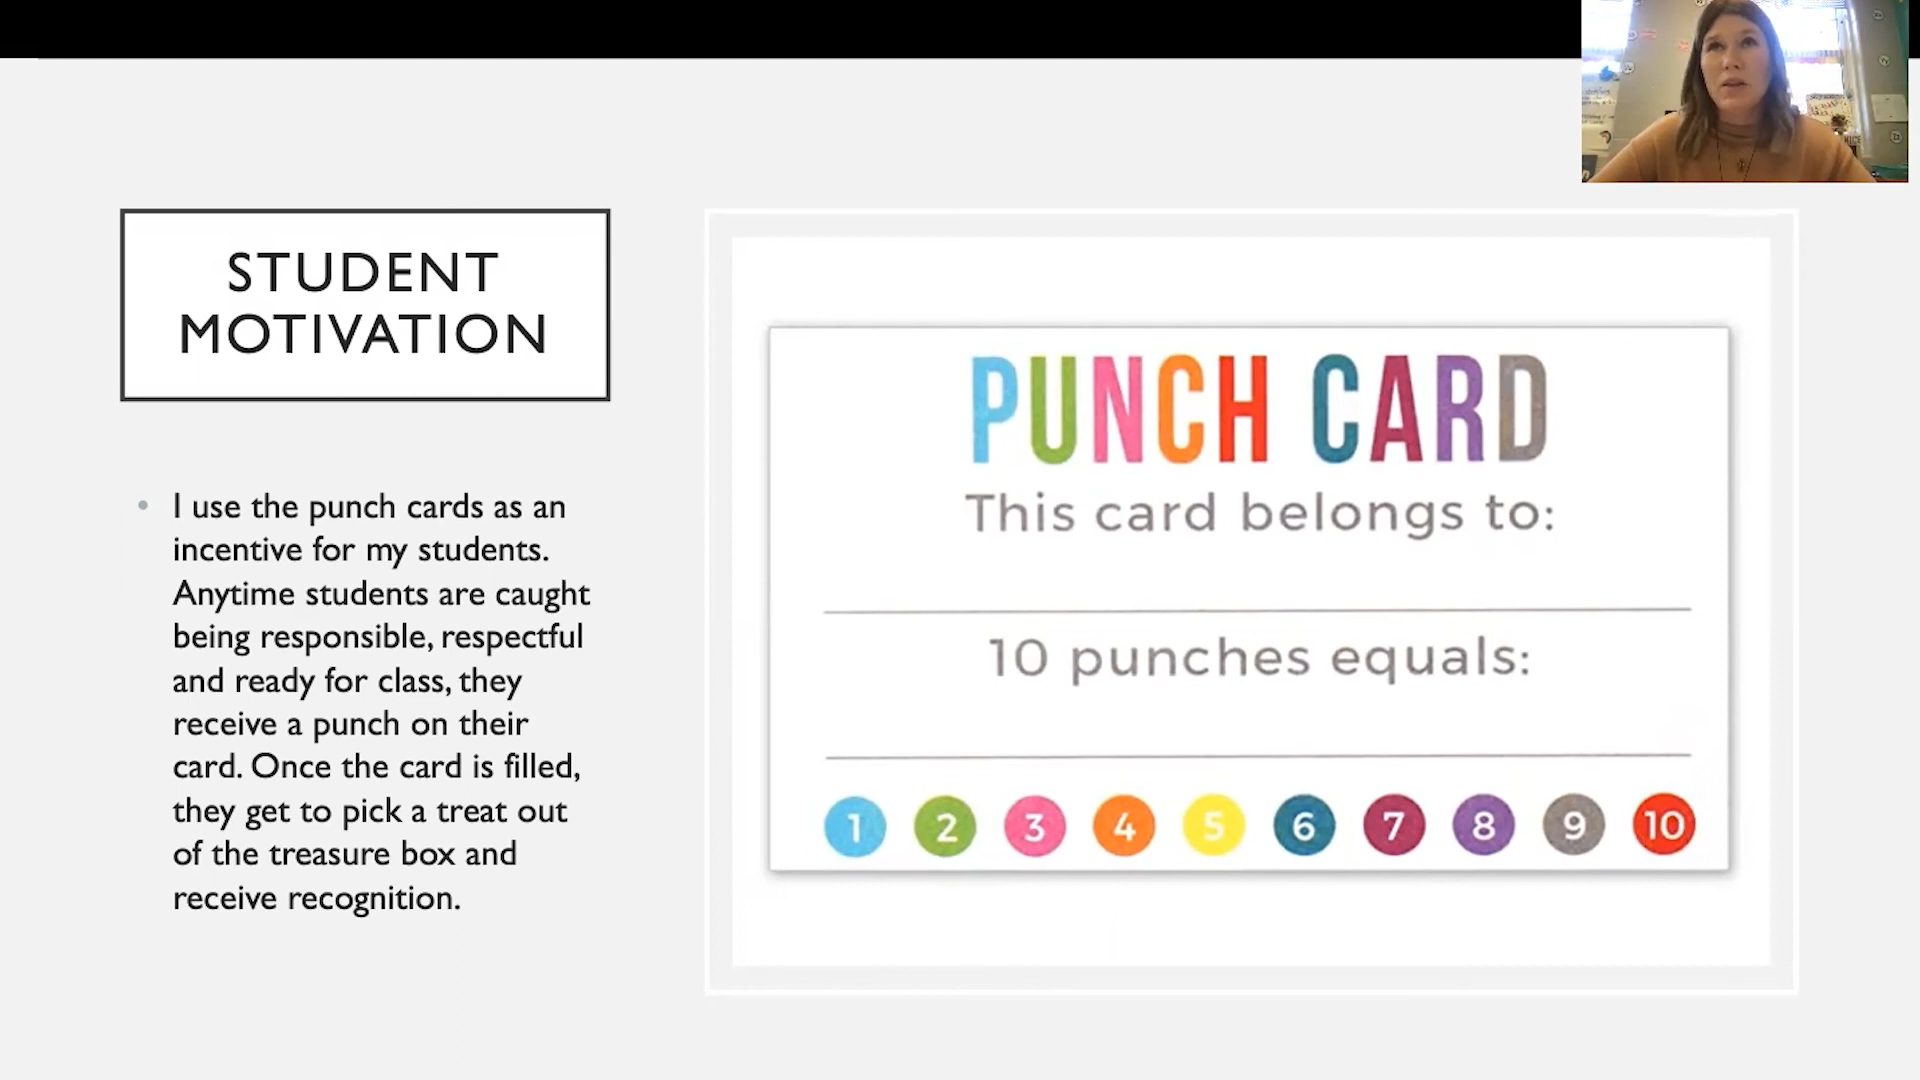 STUDENT
MOTIVATION
• I use the punch cards as an
incentive for my students.
Anytime students are caught
being responsible, respectful
and ready for class, they
receive a punch on their
card. Once the card is filled,
they get to pick a treat out
of the treasure box and
receive recognition.
PUNCH CARD
This card belongs to:
10 punches equals:
1 2 3 4 5 6 7 8 9 10